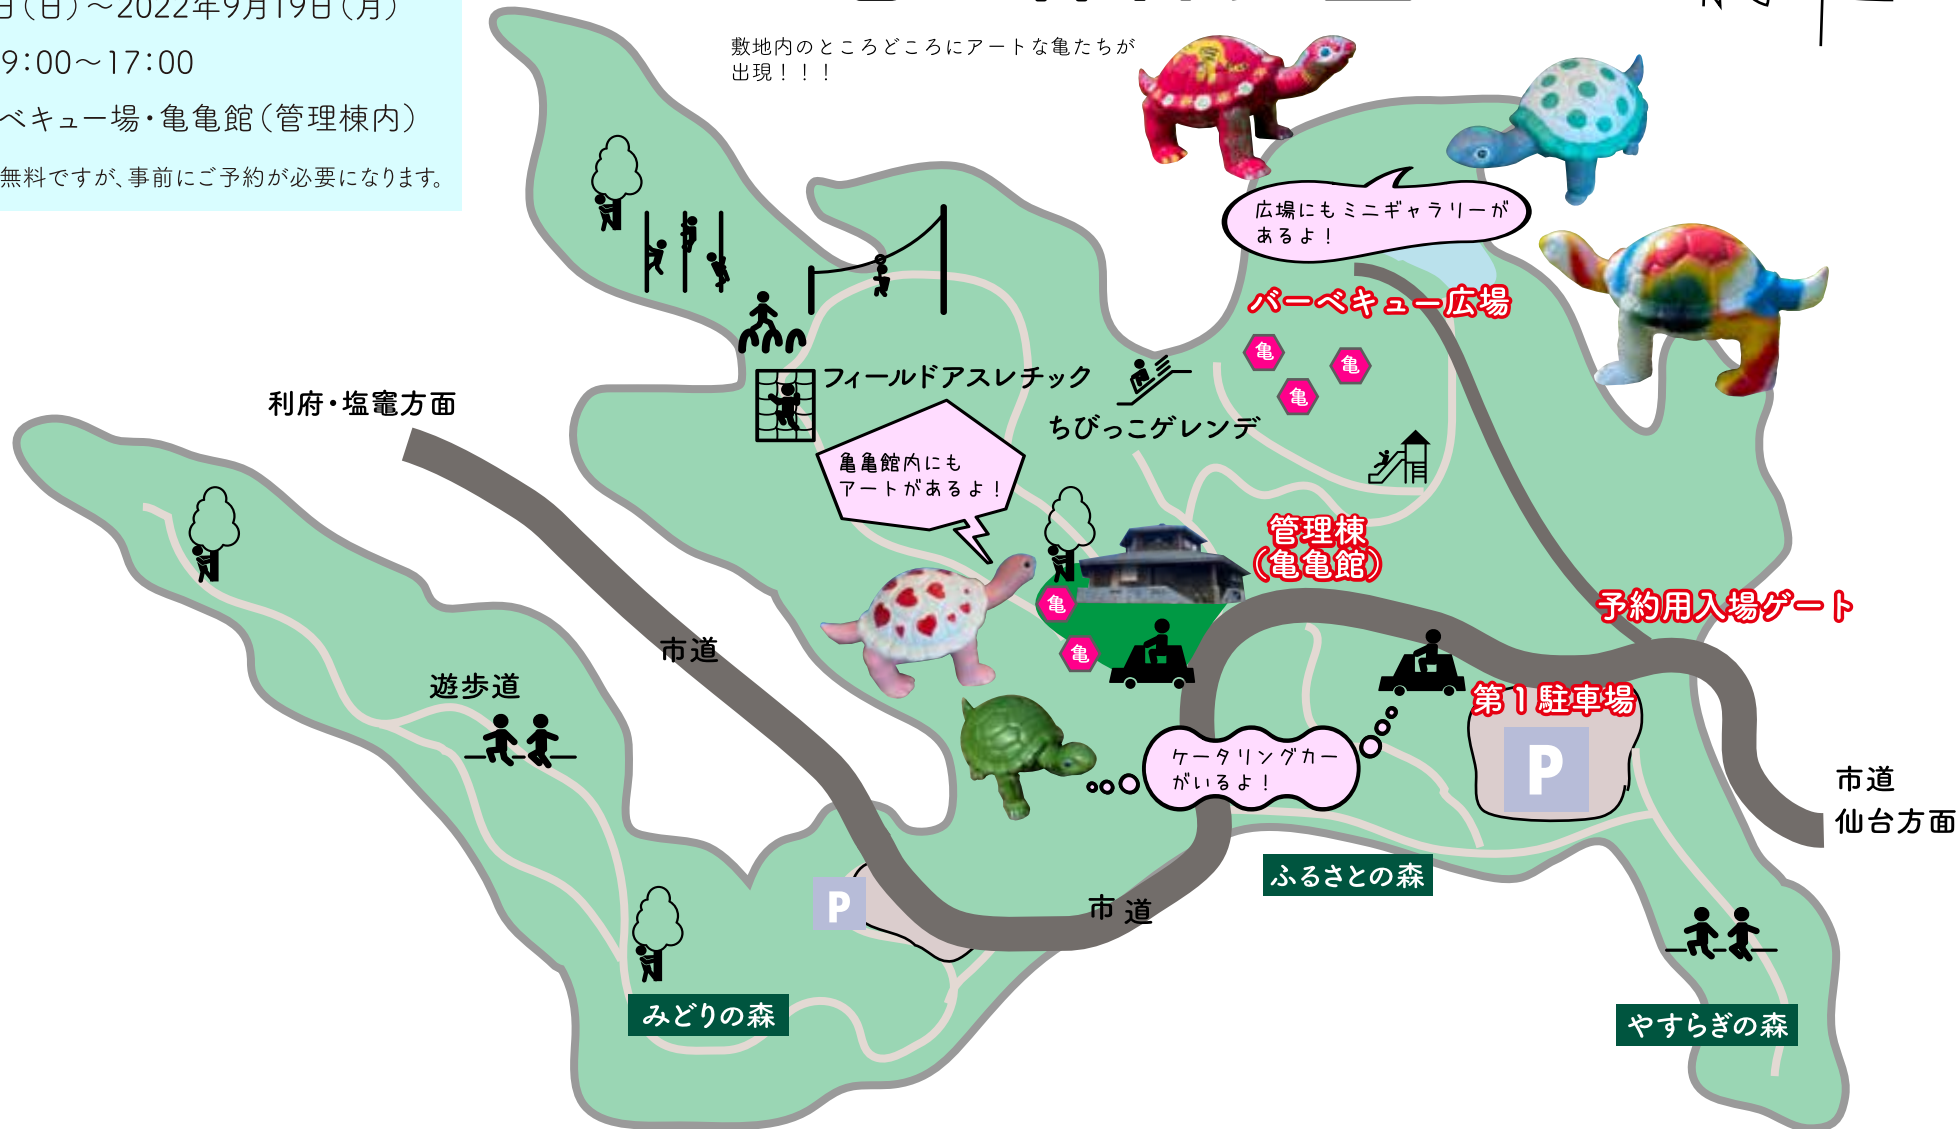 日（日）～2022年9月19日（月）
9：00～17：00
ベキュー場・亀亀館（管理棟内）
無料ですが、事前にご予約が必要になります。
敷地内のところどころにアートな亀たちが
出現！！！
広場にもミニギャラリーが
あるよ！
バーベキュー広場
亀
亀
亀
利府・塩竈方面
フィールドアスレチック
ちびっこゲレンデ
亀亀館内にも
アートがあるよ！
管理棟
（亀亀館）
亀
亀
予約用入場ゲート
市道
遊歩道
第１駐車場
P
ケータリングカー
がいるよ！
市道
仙台方面
ふるさとの森
P
市道
みどりの森
やすらぎの森